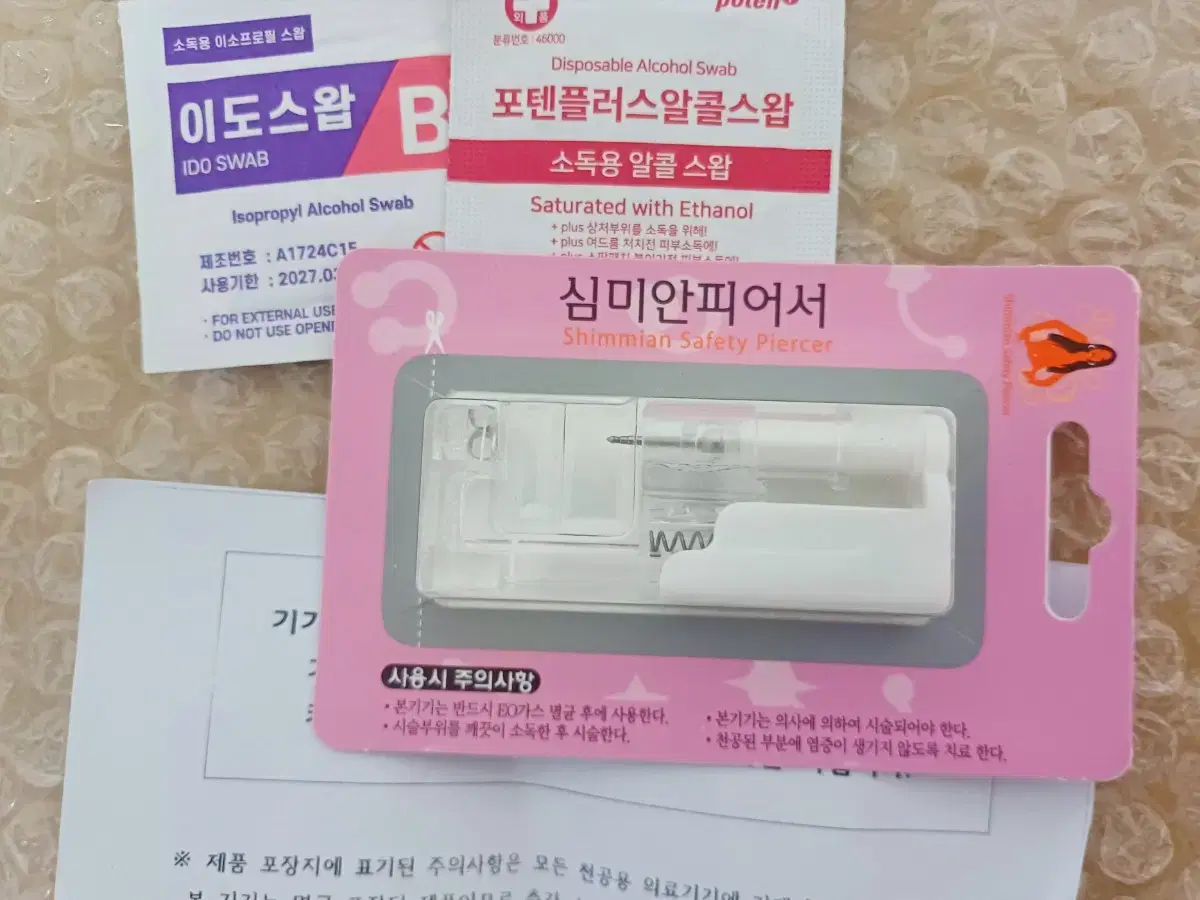 소독용 이소프로필 스왑
이도스왑
B
IDO SWAB
Isopropyl Alcohol Swab
제조번호 : A1724C15
사용기한 : 2027.03
· FOR EXTERNAL USE
· DO NOT USE OPENE
poten
외 품
분류번호 : 46000
Disposable Alcohol Swab
포텐플러스알콜스왑
소독용 알콜 스왑
Saturated with Ethanol
+ plus 상처부위를 소독을 위해!
+ plus 여드름 처치전 피부소독에!
심미안피어서
Shimmian Safety Piercer
Shimmian Safety Piercer
사용시 주의사항
· 본기기는 반드시 EO가스 멸균 후에 사용한다.
· 시술부위를 깨끗이 소독한 후 시술한다.
· 본기기는 의사에 의하여 시술되어야 한다.
· 천공된 부분에 염증이 생기지 않도록 치료 한다.
기기
※ 제품 포장지에 표기된 주의사항은 모든 천공용 의료기기에